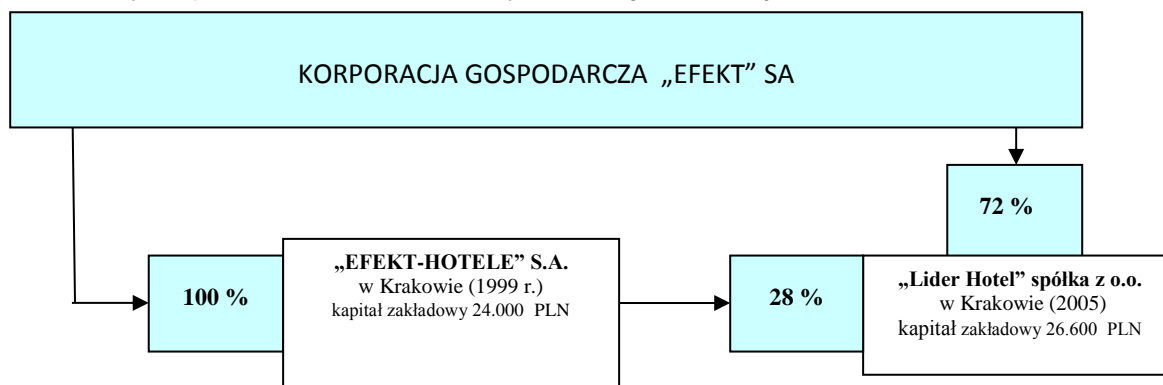 KORPORACJA GOSPODARCZA „EFEKT” SA
72 %
100 %
„EFEKT-HOTELE” S.A.
w Krakowie (1999 r.)
kapitał zakładowy 24.000 PLN
28 %
„Lider Hotel” spółka z o.o.
w Krakowie (2005)
kapitał zakładowy 26.600 PLN